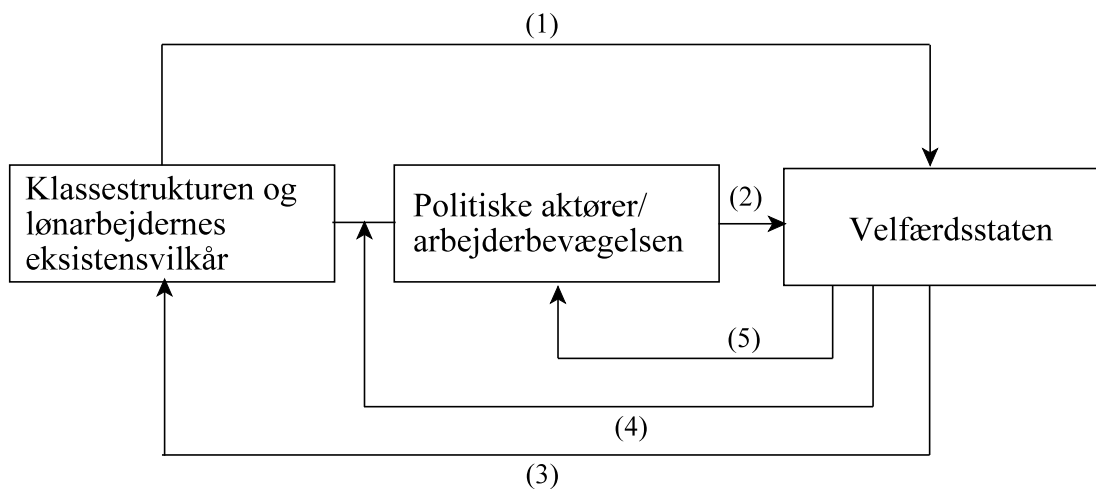 (1)
Klassestrukturen og
lønarbejdernes
eksistensvilkår
Politiske aktører/
arbejderbevægelsen
(2)
Velfærdsstaten
(5)
(4)
(3)